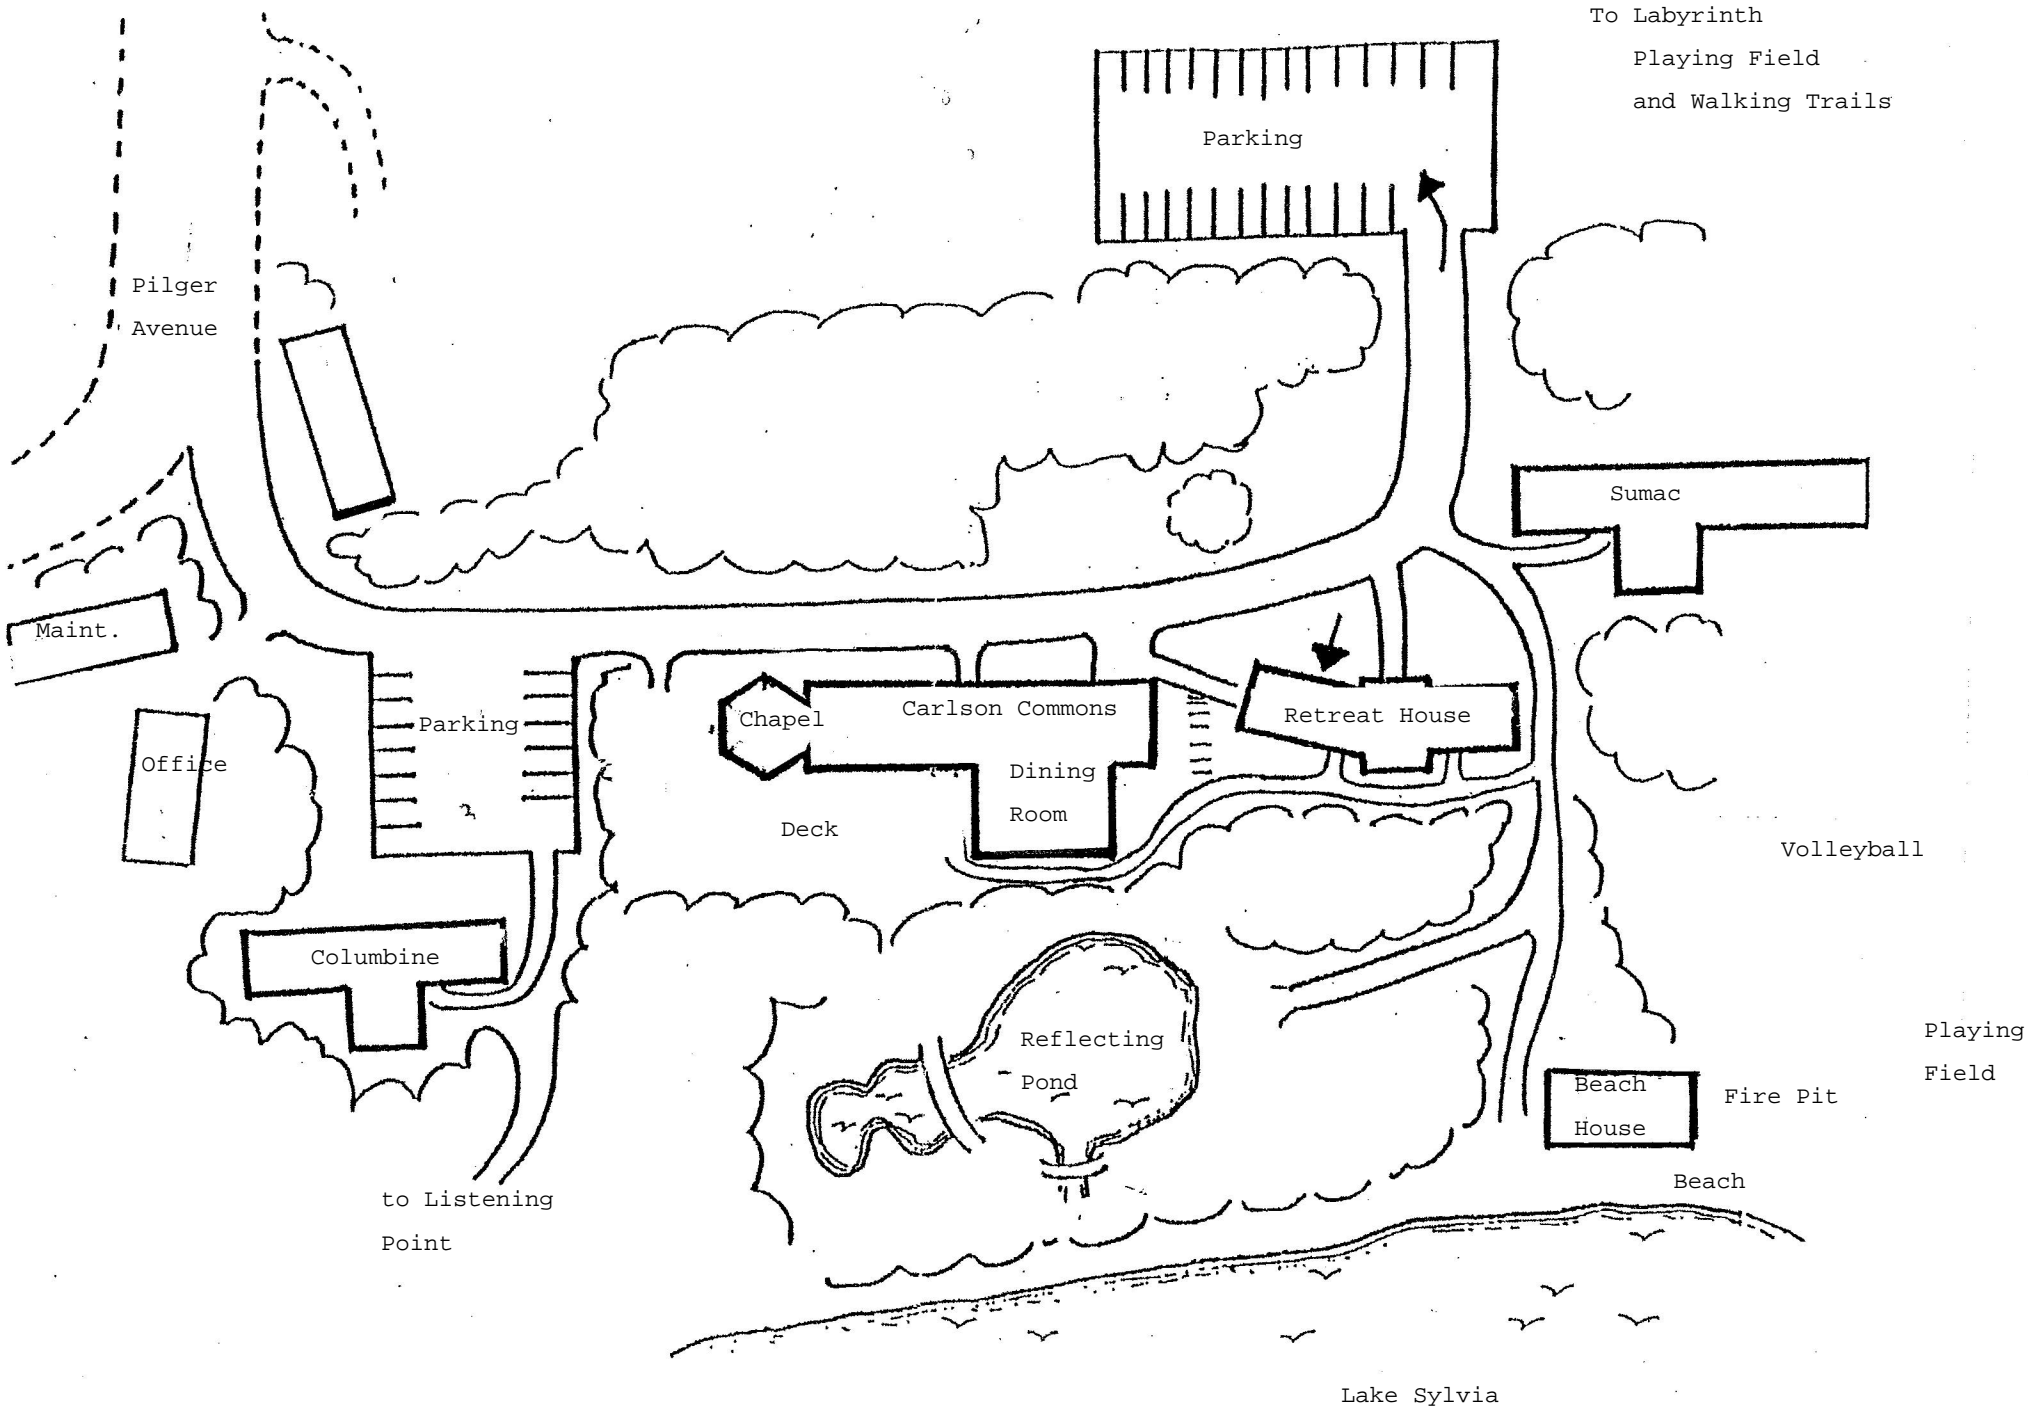 To Labyrinth
Playing Field
and Walking Trails
Parking
Pilger
Avenue
Sumac
Maint.
Office
Parking
Chapel
Carlson Commons
Dining
Room
Deck
Retreat House
Volleyball
Columbine
Reflecting
Pond
Playing
Field
Beach
House
Fire Pit
Beach
to Listening
Point
Lake Sylvia